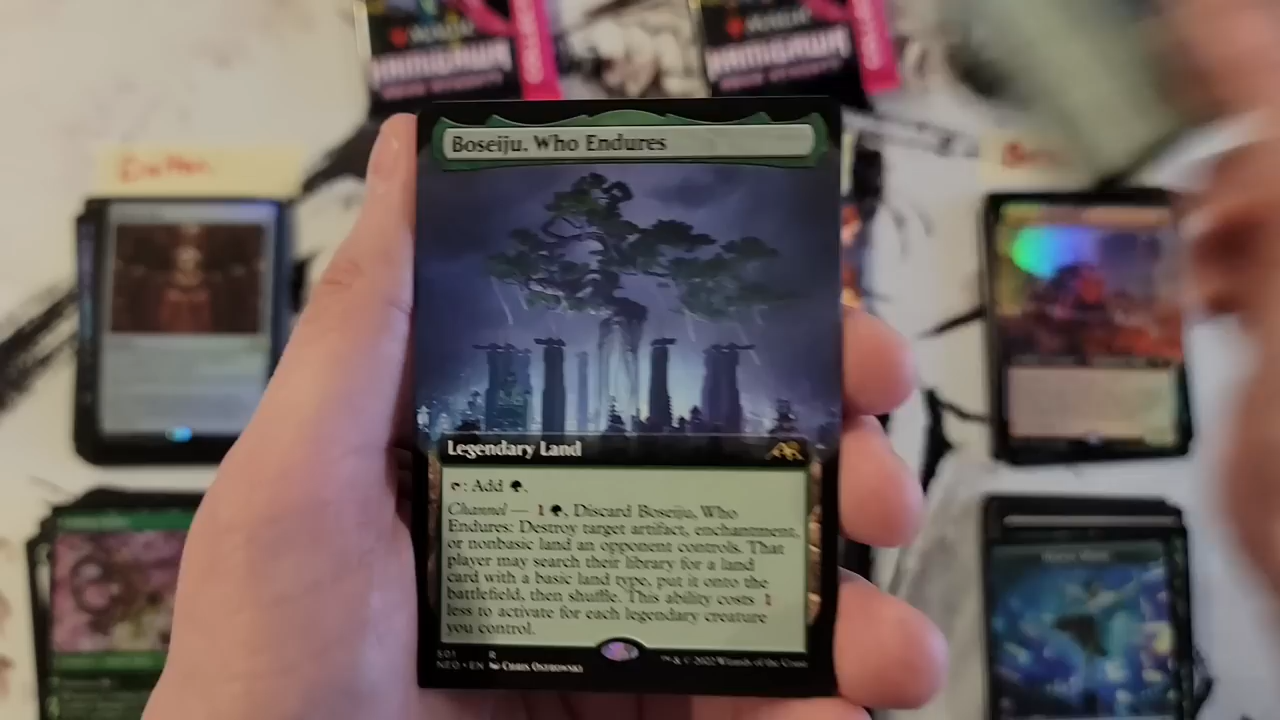 KAMIGAWA
KAMIGAWA
Boseiju, Who Endures
Legendary Land
: Add .
Channel — 1 , Discard Boseiju, Who
Endures: Destroy target artifact, enchantment,
or nonbasic land an opponent controls. That
player may search their library for a land
card with a basic land type, put it onto the
battlefield, then shuffle. This ability costs 1
less to activate for each legendary creature
you control.
501 R
NEO • EN Chris Ostrowski
™ & © 2022 Wizards of the Coast